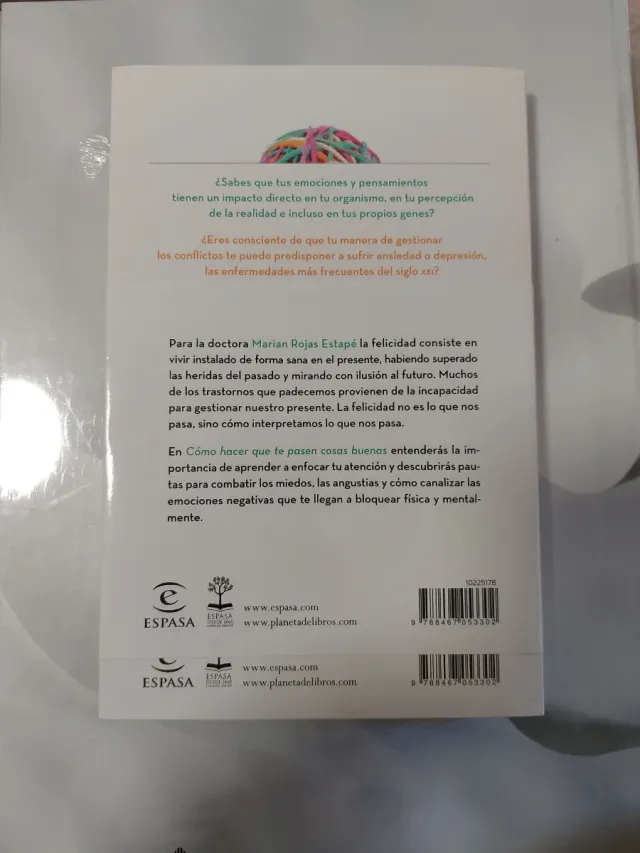 ¿Sabes que tus emociones y pensamientos
tienen un impacto directo en tu organismo, en tu percepción
de la realidad e incluso en tus propios genes?
¿Eres consciente de que tu manera de gestionar
los conflictos te puede predisponer a sufrir ansiedad o depresión,
las enfermedades más frecuentes del siglo XXI?
Para la doctora Marian Rojas Estapé la felicidad consiste en
vivir instalado de forma sana en el presente, habiendo superado
las heridas del pasado y mirando con ilusión al futuro. Muchos
de los trastornos que padecemos provienen de la incapacidad
para gestionar nuestro presente. La felicidad no es lo que nos
pasa, sino cómo interpretamos lo que nos pasa.
En Cómo hacer que te pasen cosas buenas entenderás la im-
portancia de aprender a enfocar tu atención y descubrirás pau-
tas para combatir los miedos, las angustias y cómo canalizar las
emociones negativas que te llegan a bloquear física y mental-
mente.
10225178
ESPASA
ESPASA
www.espasa.com
www.planetadelibros.com
9 788467 053302
ESPASA
ESPASA
www.espasa.com
www.planetadelibros.com
9 788467 053302